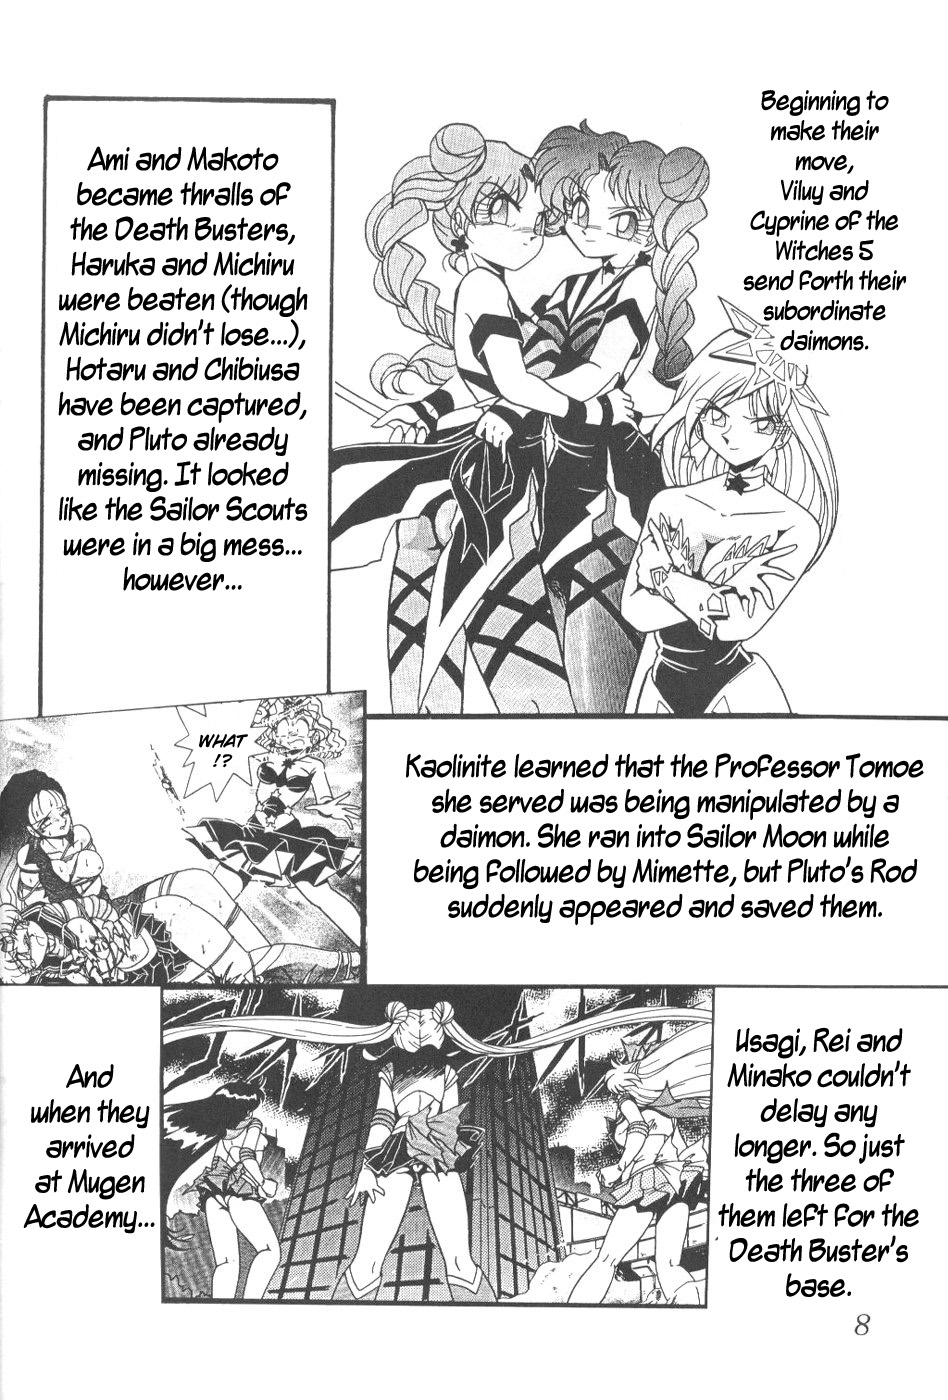 Beginning to
make their
move,
Viluy and
Cyprine of the
Witches 5
send forth their
subordinate
daimons.
Ami and Makoto
became thralls of
the Death Busters,
Haruka and Michiru
were beaten (though
Michiru didn't lose...),
Hotaru and Chibiusa
have been captured,
and Pluto already
missing. It looked
like the Sailor Scouts
were in a big mess...
however...
Kaolinite learned that the Professor Tomoe
she served was being manipulated by a
daimon. She ran into Sailor Moon while
being followed by Mimette, but Pluto's Rod
suddenly appeared and saved them.
WHAT
!?
Usagi, Rei and
Minako couldn't
delay any
longer. So just
the three of
them left for the
Death Buster's
base.
And
when they
arrived
at Mugen
Academy...
8